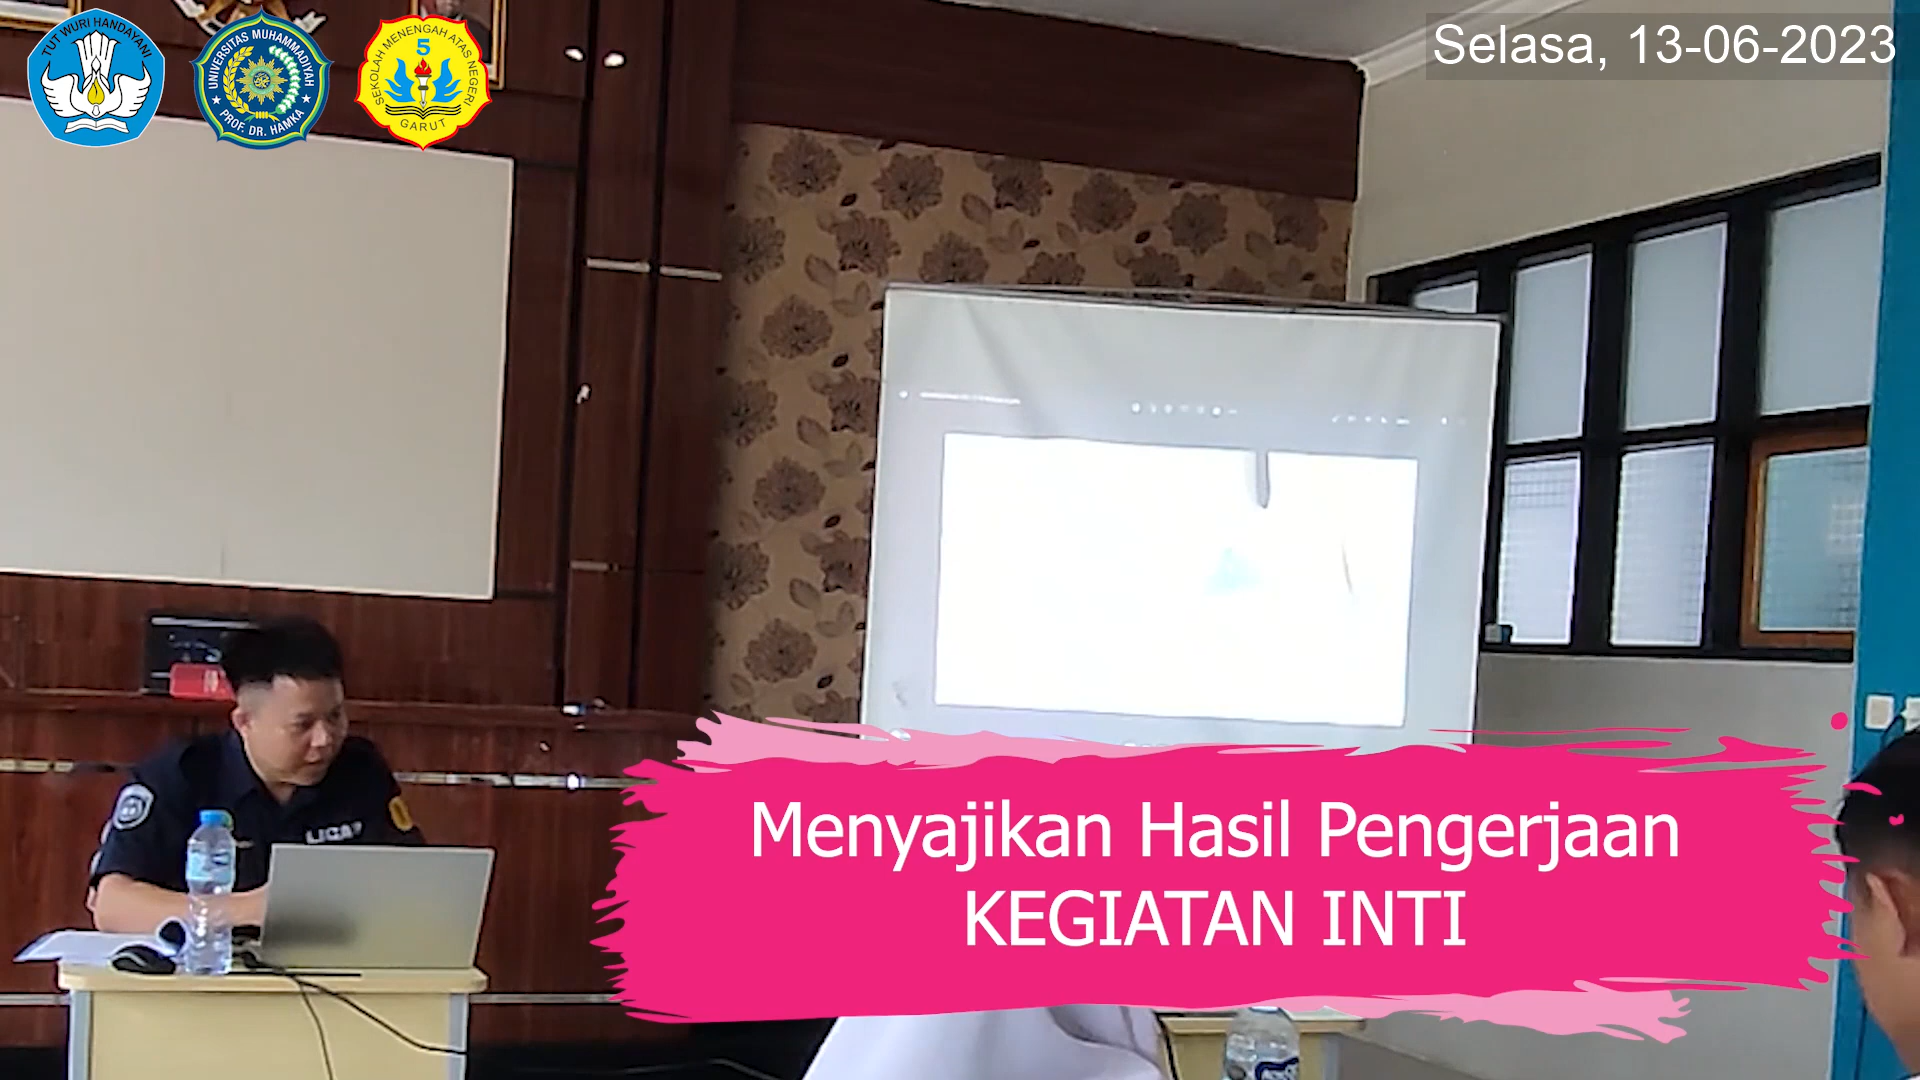 TUT WURI HANDAYANI
UNIVERSITAS MUHAMMADIYAH
PROF. DR. HAMKA
SEKOLAH MENENGAH ATAS NEGERI
5
GARUT
Selasa, 13-06-2023
Menyajikan Hasil Pengerjaan
KEGIATAN INTI